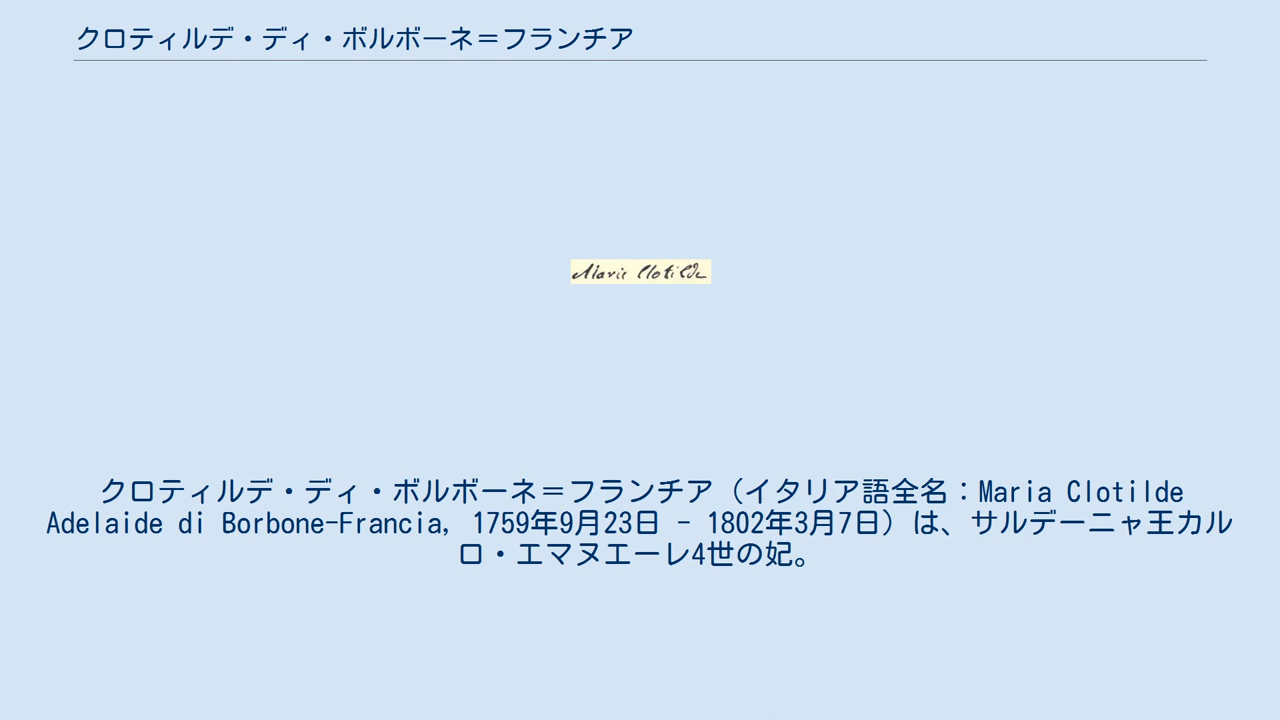 クロティルデ・ディ・ボルボーネ＝フランチア
Marie Clotilde
クロティルデ・ディ・ボルボーネ＝フランチア（イタリア語全名：Maria Clotilde
Adelaide di Borbone-Francia, 1759年9月23日 - 1802年3月7日）は、サルデーニャ王カル
ロ・エマヌエーレ4世の妃。